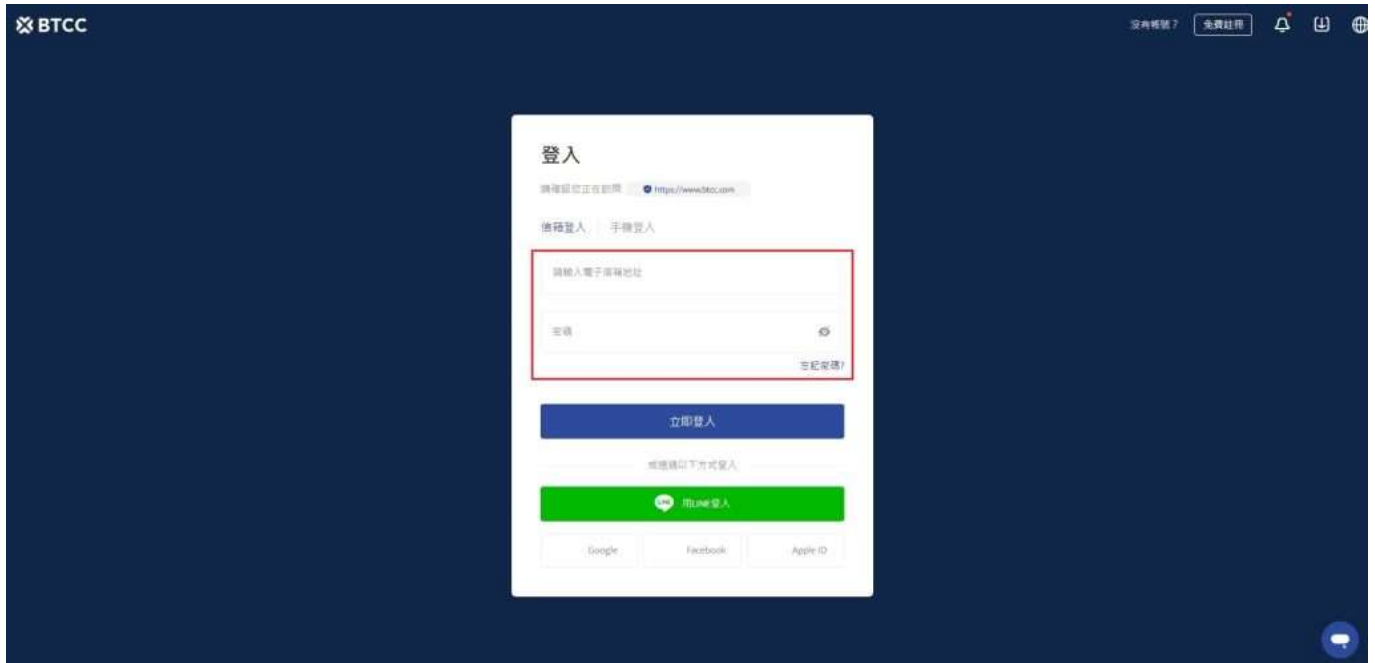 BTCC
沒有帳號？ 免費註冊
登入
請確認您正在訪問 https://www.btcc.com
信箱登入 手機登入
請輸入電子信箱地址
密碼
忘記密碼?
立即登入
或透過以下方式登入
LINE 用LINE登入
Google Facebook Apple ID